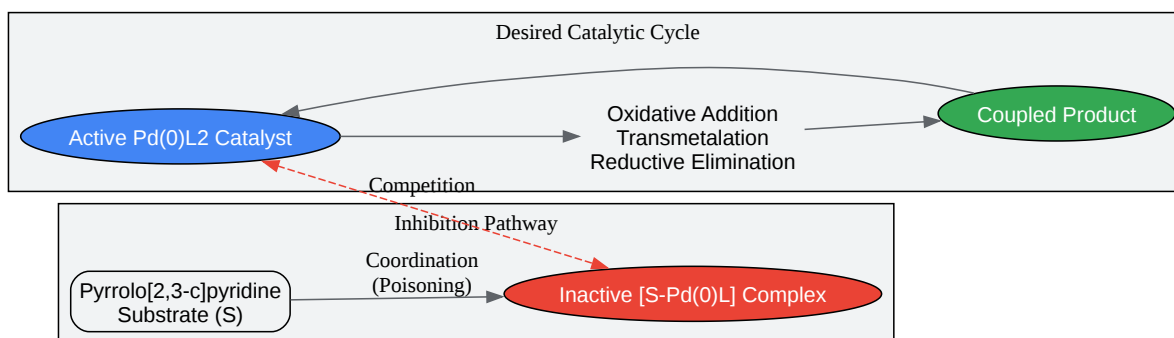 Desired Catalytic Cycle
Active Pd(0)L2 Catalyst
Oxidative Addition
Transmetalation
Reductive Elimination
Coupled Product
Competition
Inhibition Pathway
Pyrrolo[2,3-c]pyridine
Substrate (S)
Coordination
(Poisoning)
Inactive [S-Pd(0)L] Complex